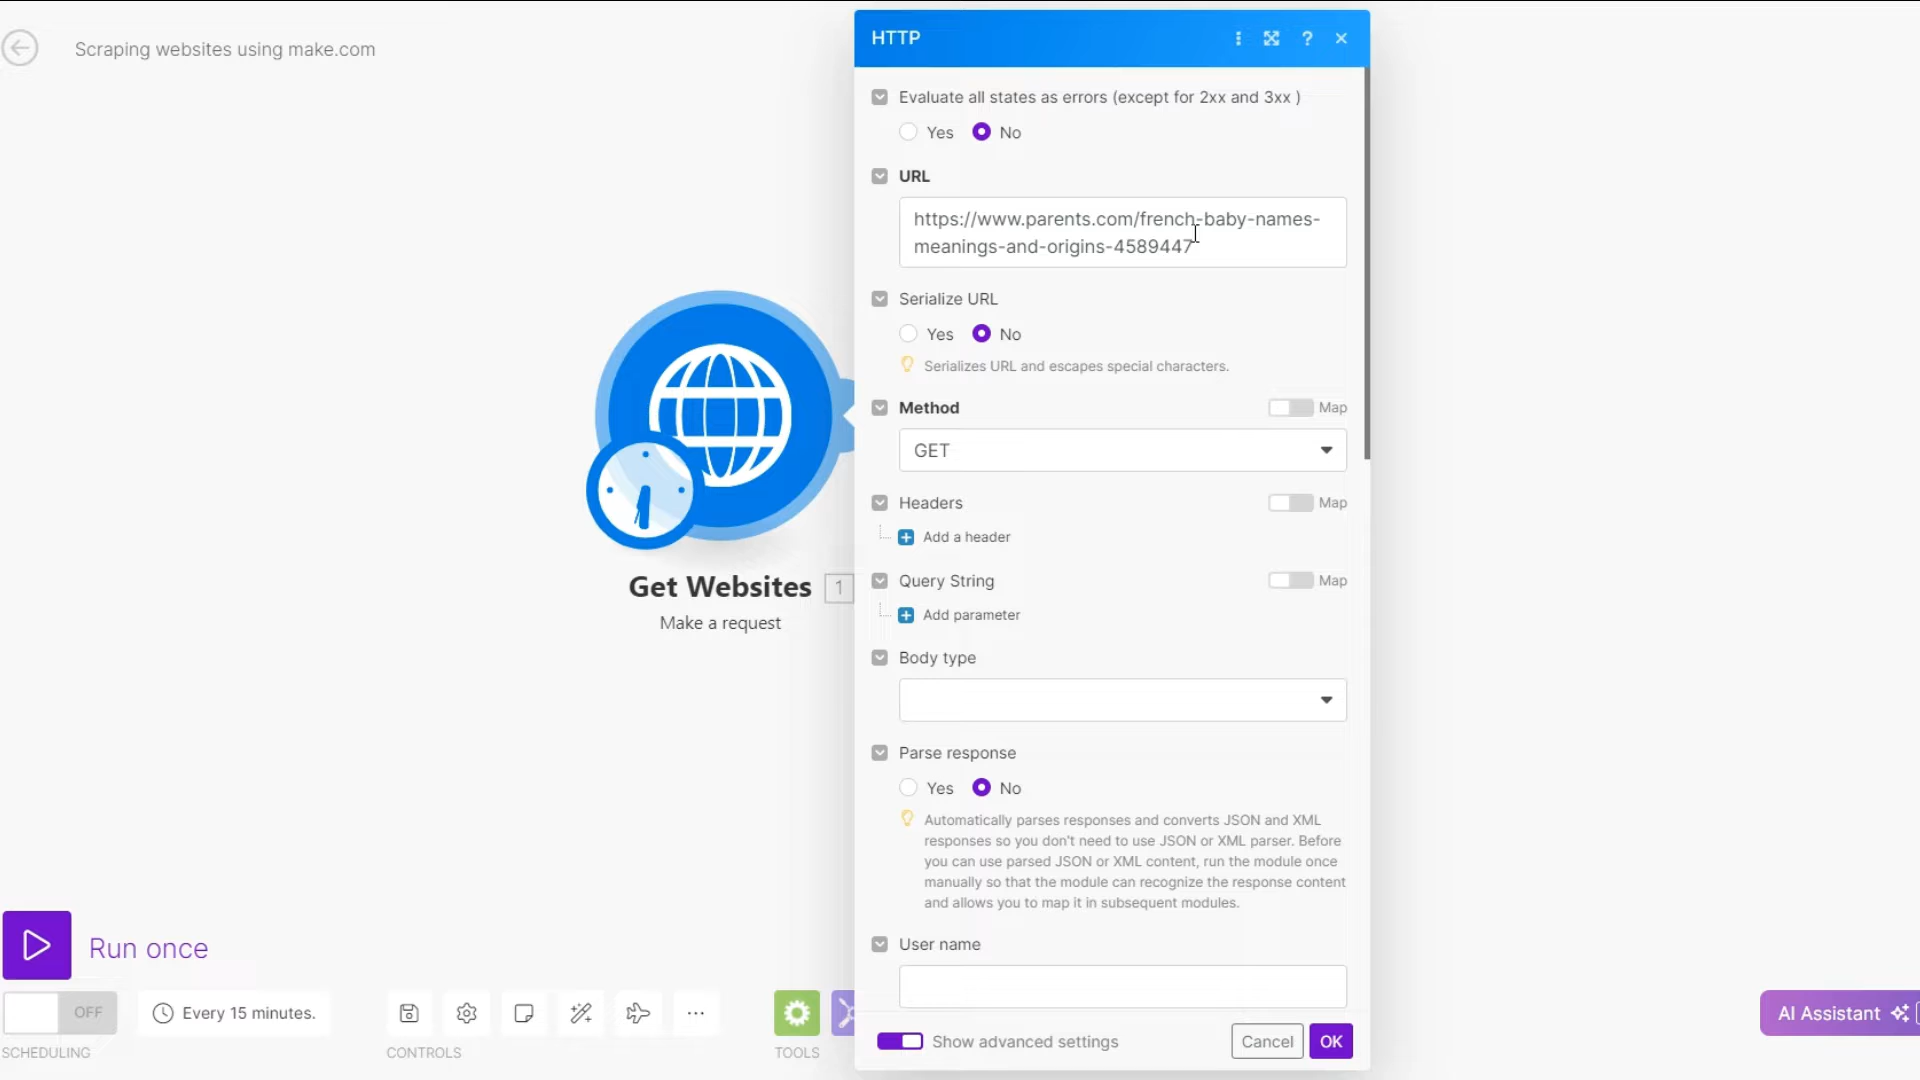 Scraping websites using make.com
HTTP
?
Evaluate all states as errors (except for 2xx and 3xx )
Yes No
URL
https://www.parents.com/french-baby-names-
meanings-and-origins-4589447
Serialize URL
Yes No
Serializes URL and escapes special characters.
Method Map
GET
Headers Map
Add a header
Query String Map
Add parameter
Body type
Parse response
Yes No
Automatically parses responses and converts JSON and XML
responses so you don't need to use JSON or XML parser. Before
you can use parsed JSON or XML content, run the module once
manually so that the module can recognize the response content
and allows you to map it in subsequent modules.
User name
Show advanced settings Cancel OK
Get Websites 1
Make a request
Run once
OFF Every 15 minutes.
SCHEDULING CONTROLS TOOLS
AI Assistant